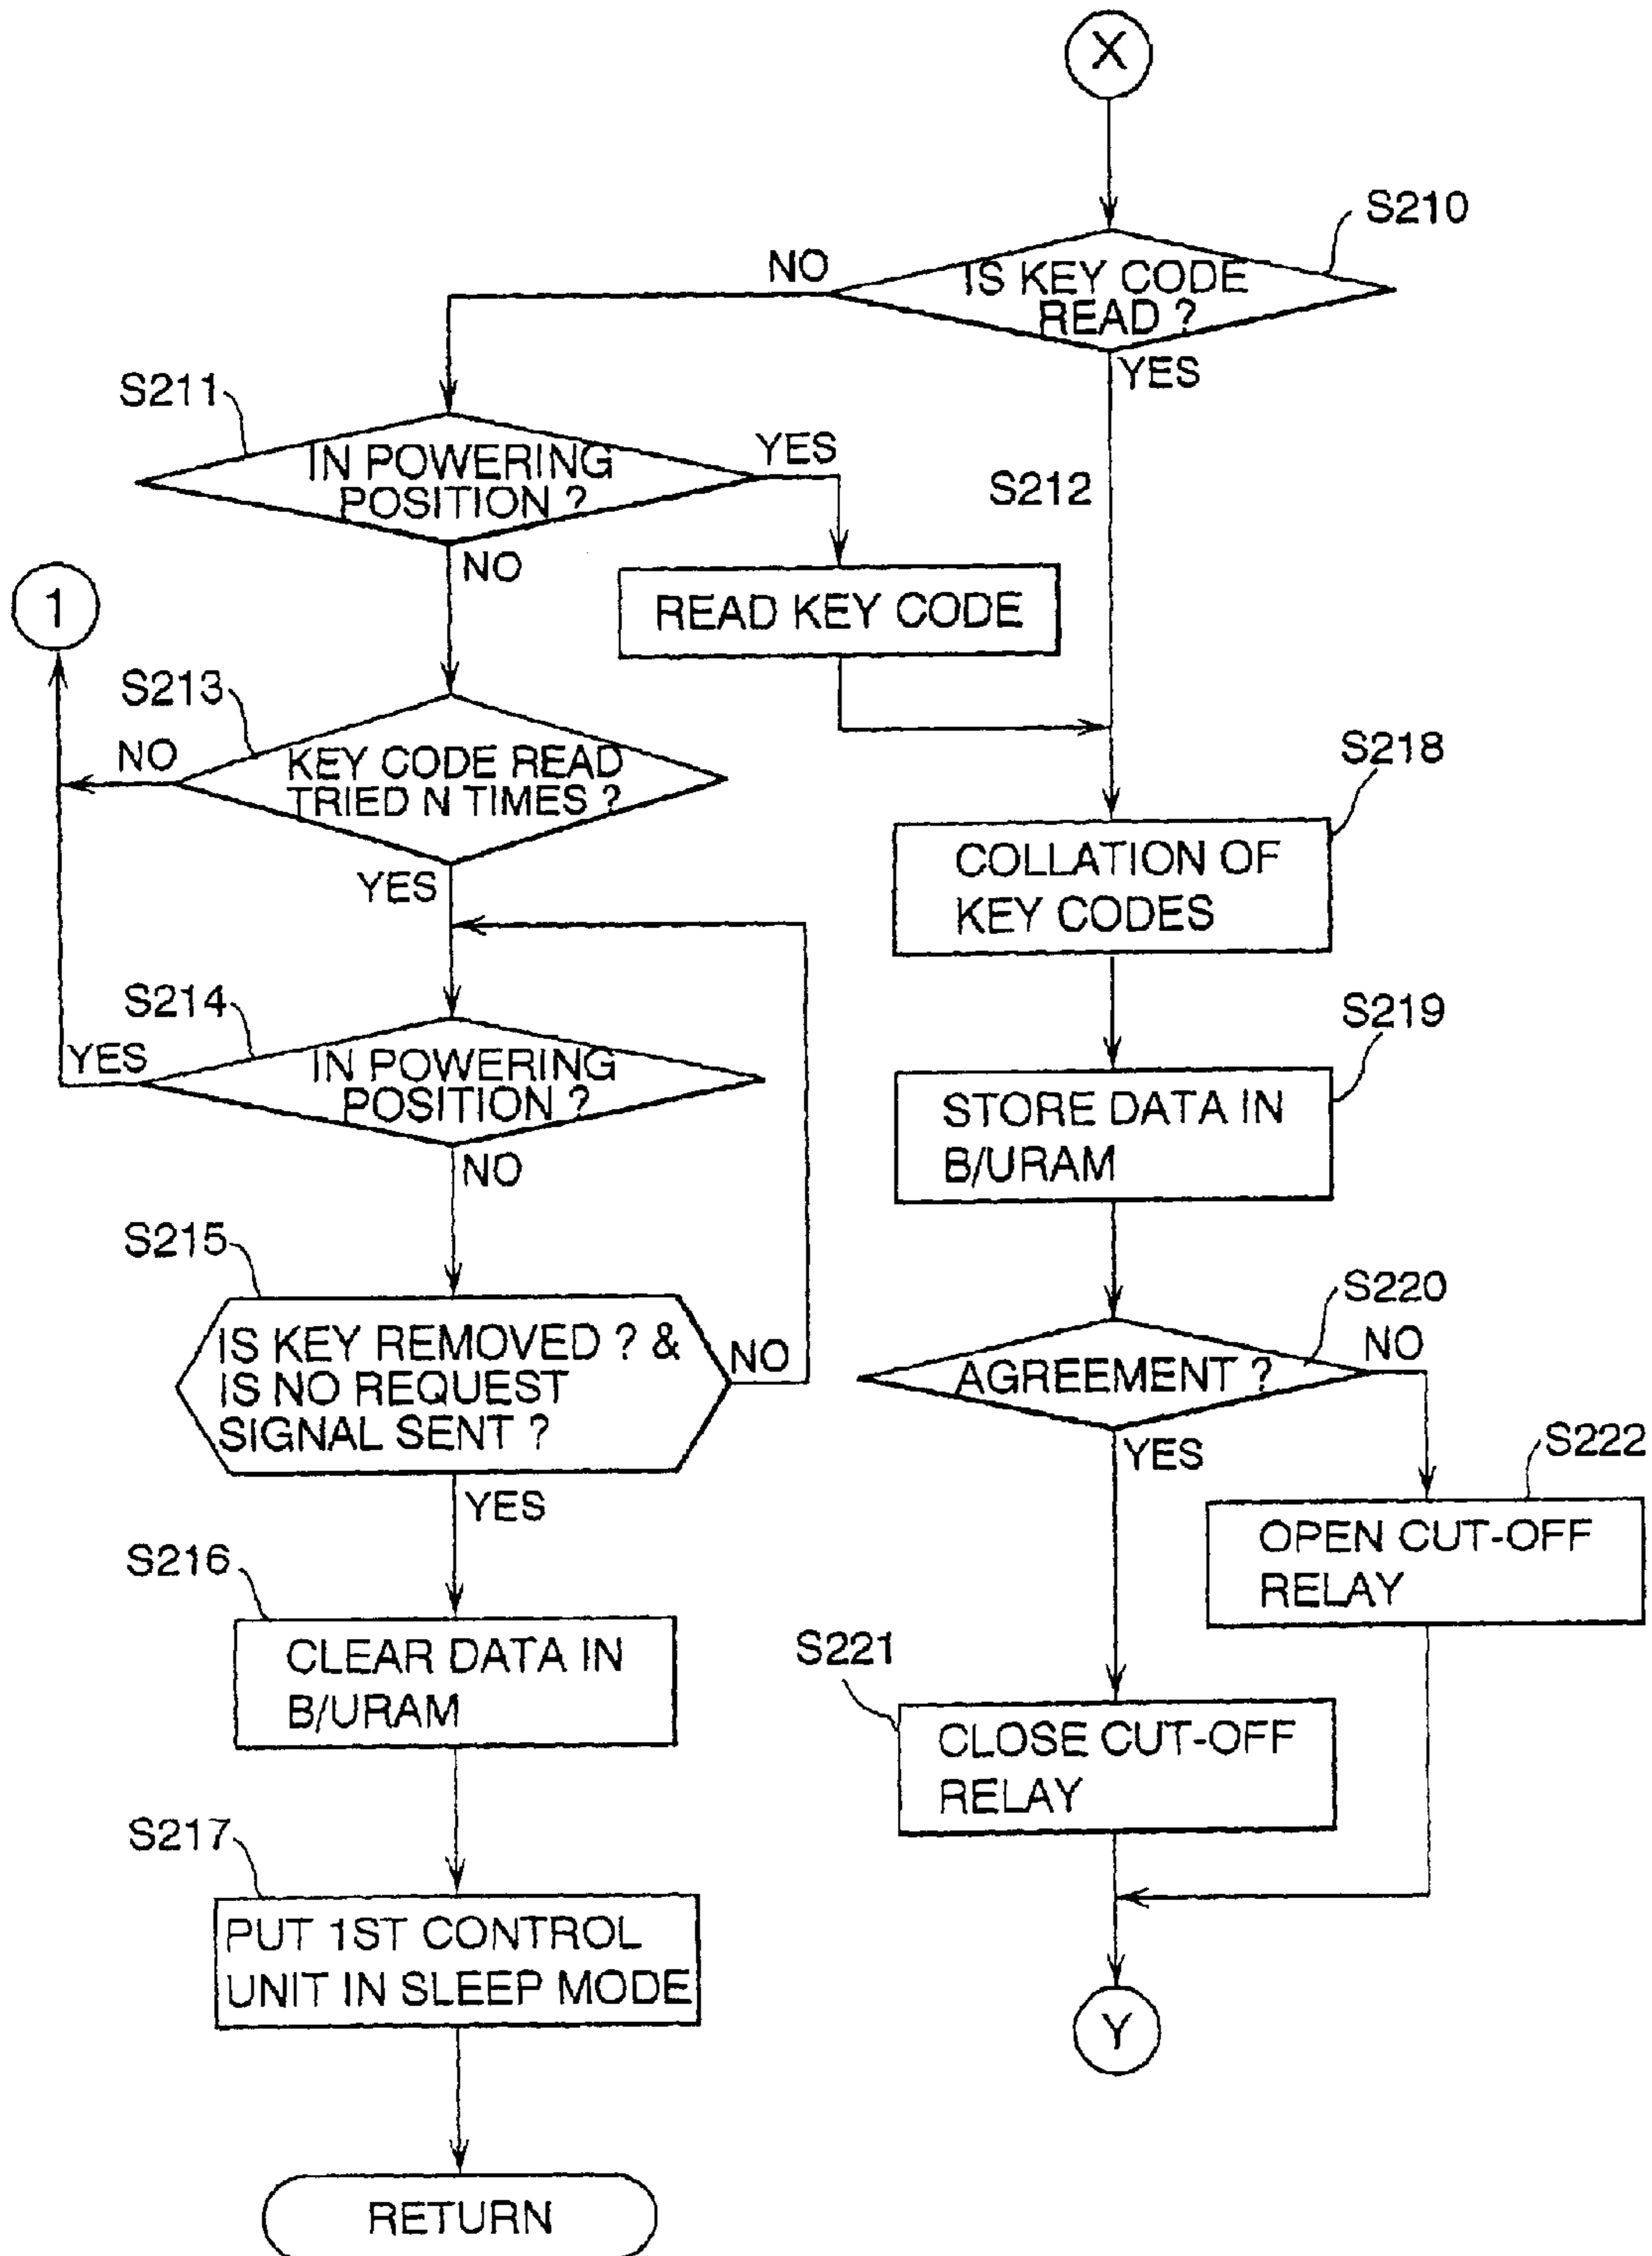 X
S210
NO
IS KEY CODE
READ ?
YES
S211
IN POWERING
POSITION ?
YES
S212
NO
READ KEY CODE
1
S213
NO
KEY CODE READ
TRIED N TIMES ?
YES
S218
COLLATION OF
KEY CODES
S214
YES
IN POWERING
POSITION ?
NO
S219
STORE DATA IN
B/URAM
S215
IS KEY REMOVED ? &
IS NO REQUEST
SIGNAL SENT ?
NO
YES
S220
AGREEMENT ?
NO
YES
S222
OPEN CUT-OFF
RELAY
S216
CLEAR DATA IN
B/URAM
S221
CLOSE CUT-OFF
RELAY
S217
PUT 1ST CONTROL
UNIT IN SLEEP MODE
Y
RETURN